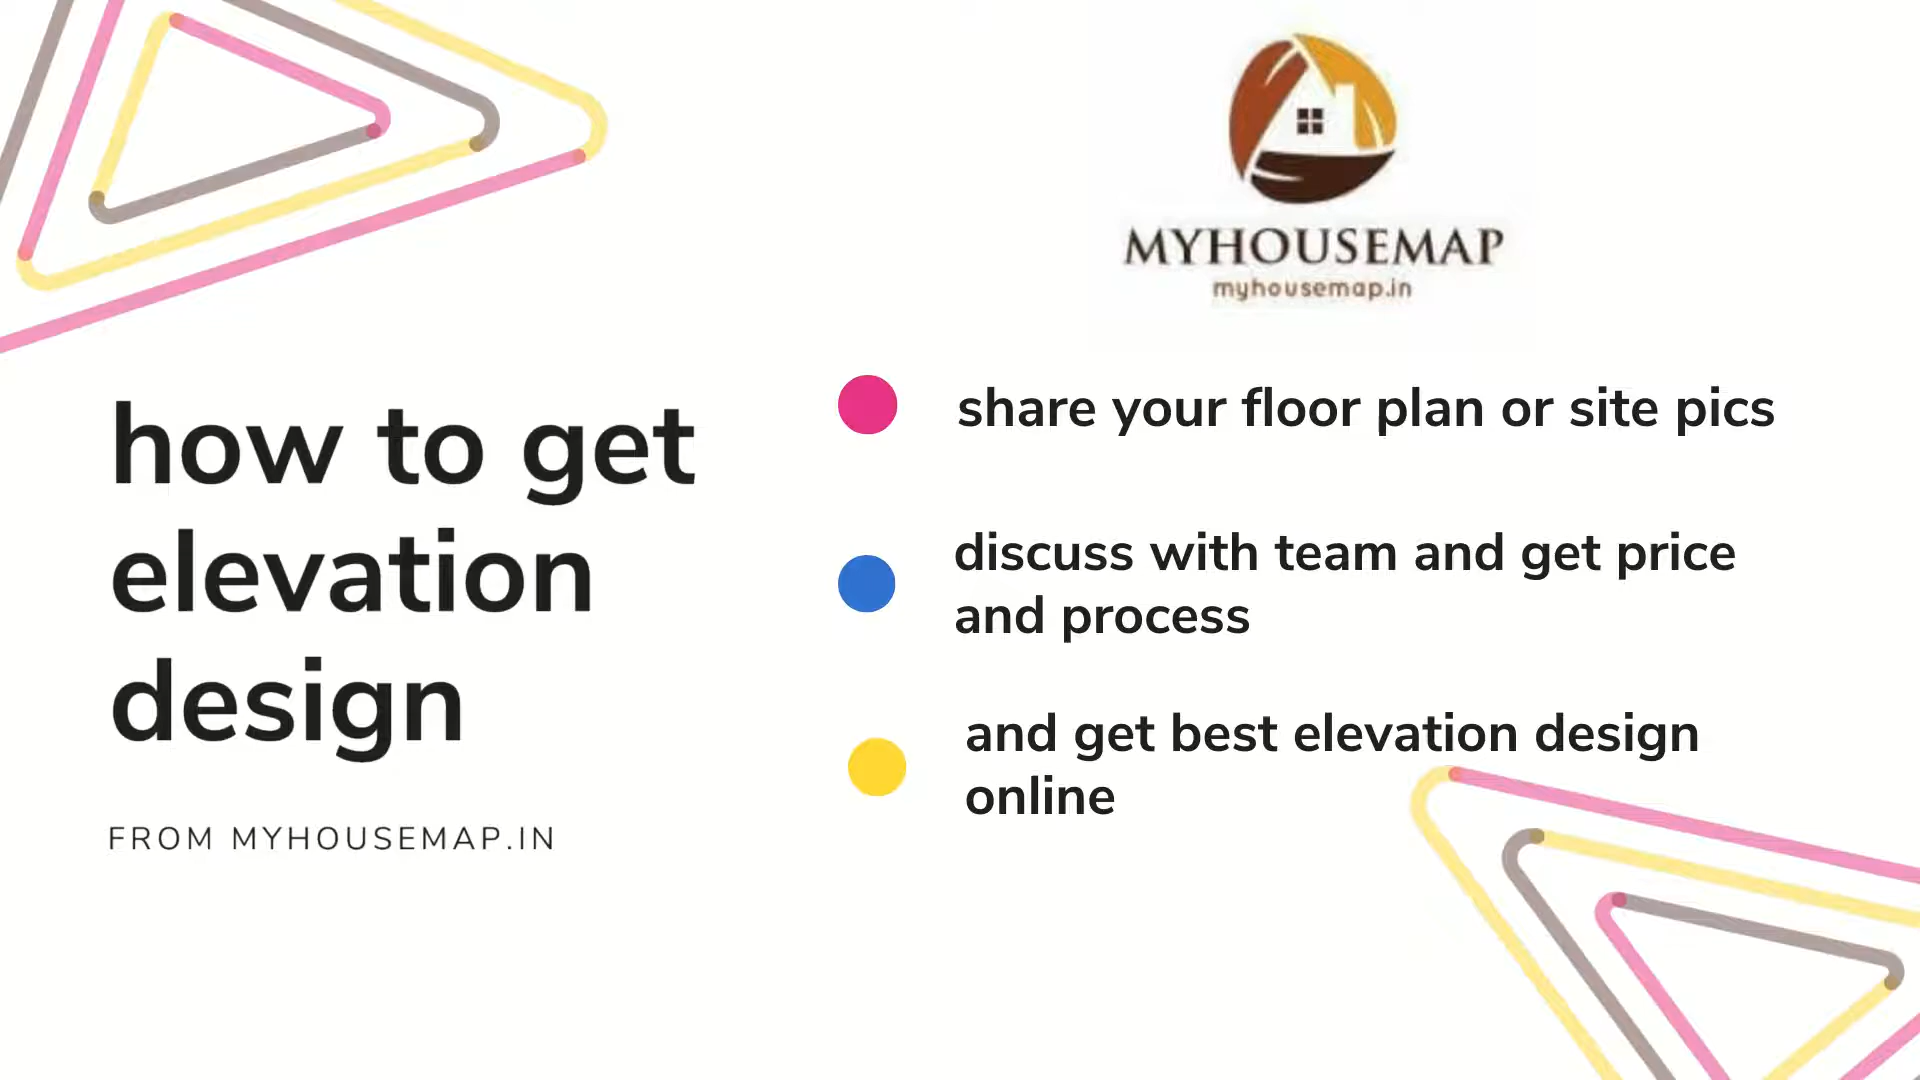 MYHOUSEMAP
myhousemap.in
how to get
elevation
design
FROM MYHOUSEMAP.IN
share your floor plan or site pics
discuss with team and get price
and process
and get best elevation design
online